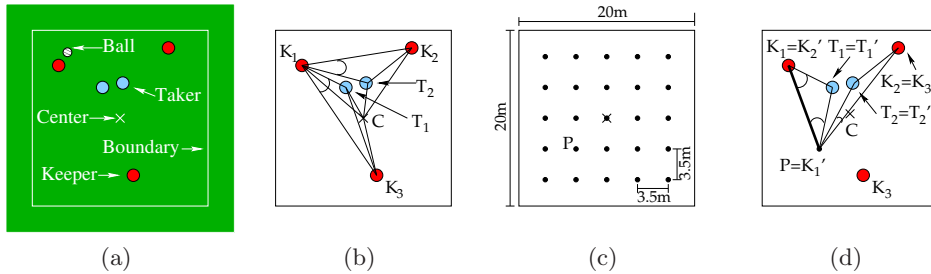 Ball
Taker
Center
Boundary
Keeper
(a)
K1
K2
T2
C
T1
K3
(b)
20m
20m
P
3.5m
3.5m
(c)
K1=K2′ T1=T1′
K2=K3
T2=T2′
C
P=K1′
K3
(d)